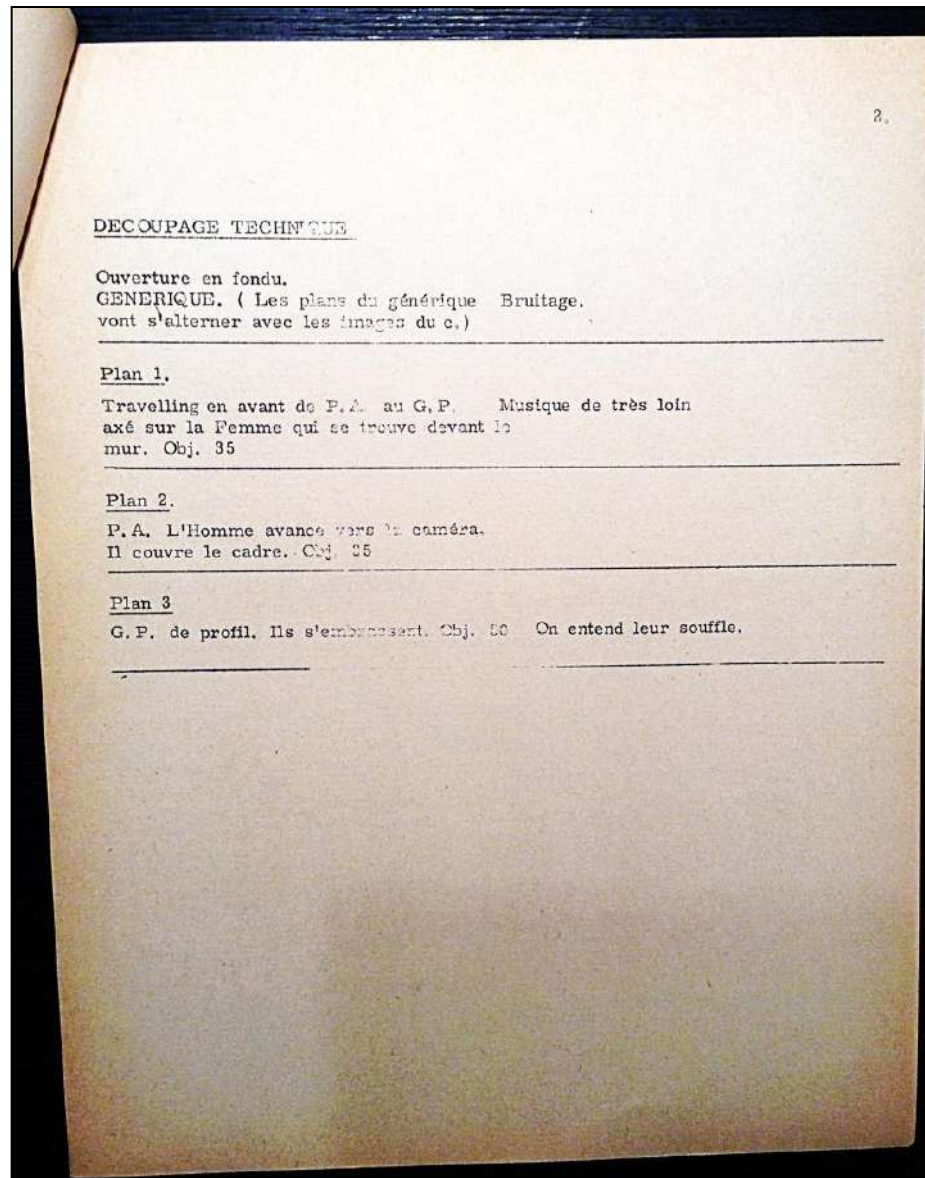 2.
DECOUPAGE TECHNIQUE
Ouverture en fondu.
GENERIQUE. ( Les plans du générique Bruitage.
vont s'alterner avec les images du c.)
Plan 1.
Travelling en avant de P.A. au G.P. Musique de très loin
axé sur la Femme qui se trouve devant le
mur. Obj. 35
Plan 2.
P.A. L'Homme avance vers la caméra.
Il couvre le cadre. Obj.
Plan 3
G.P. de profil. Ils s'embrassent. Obj. On entend leur souffle.